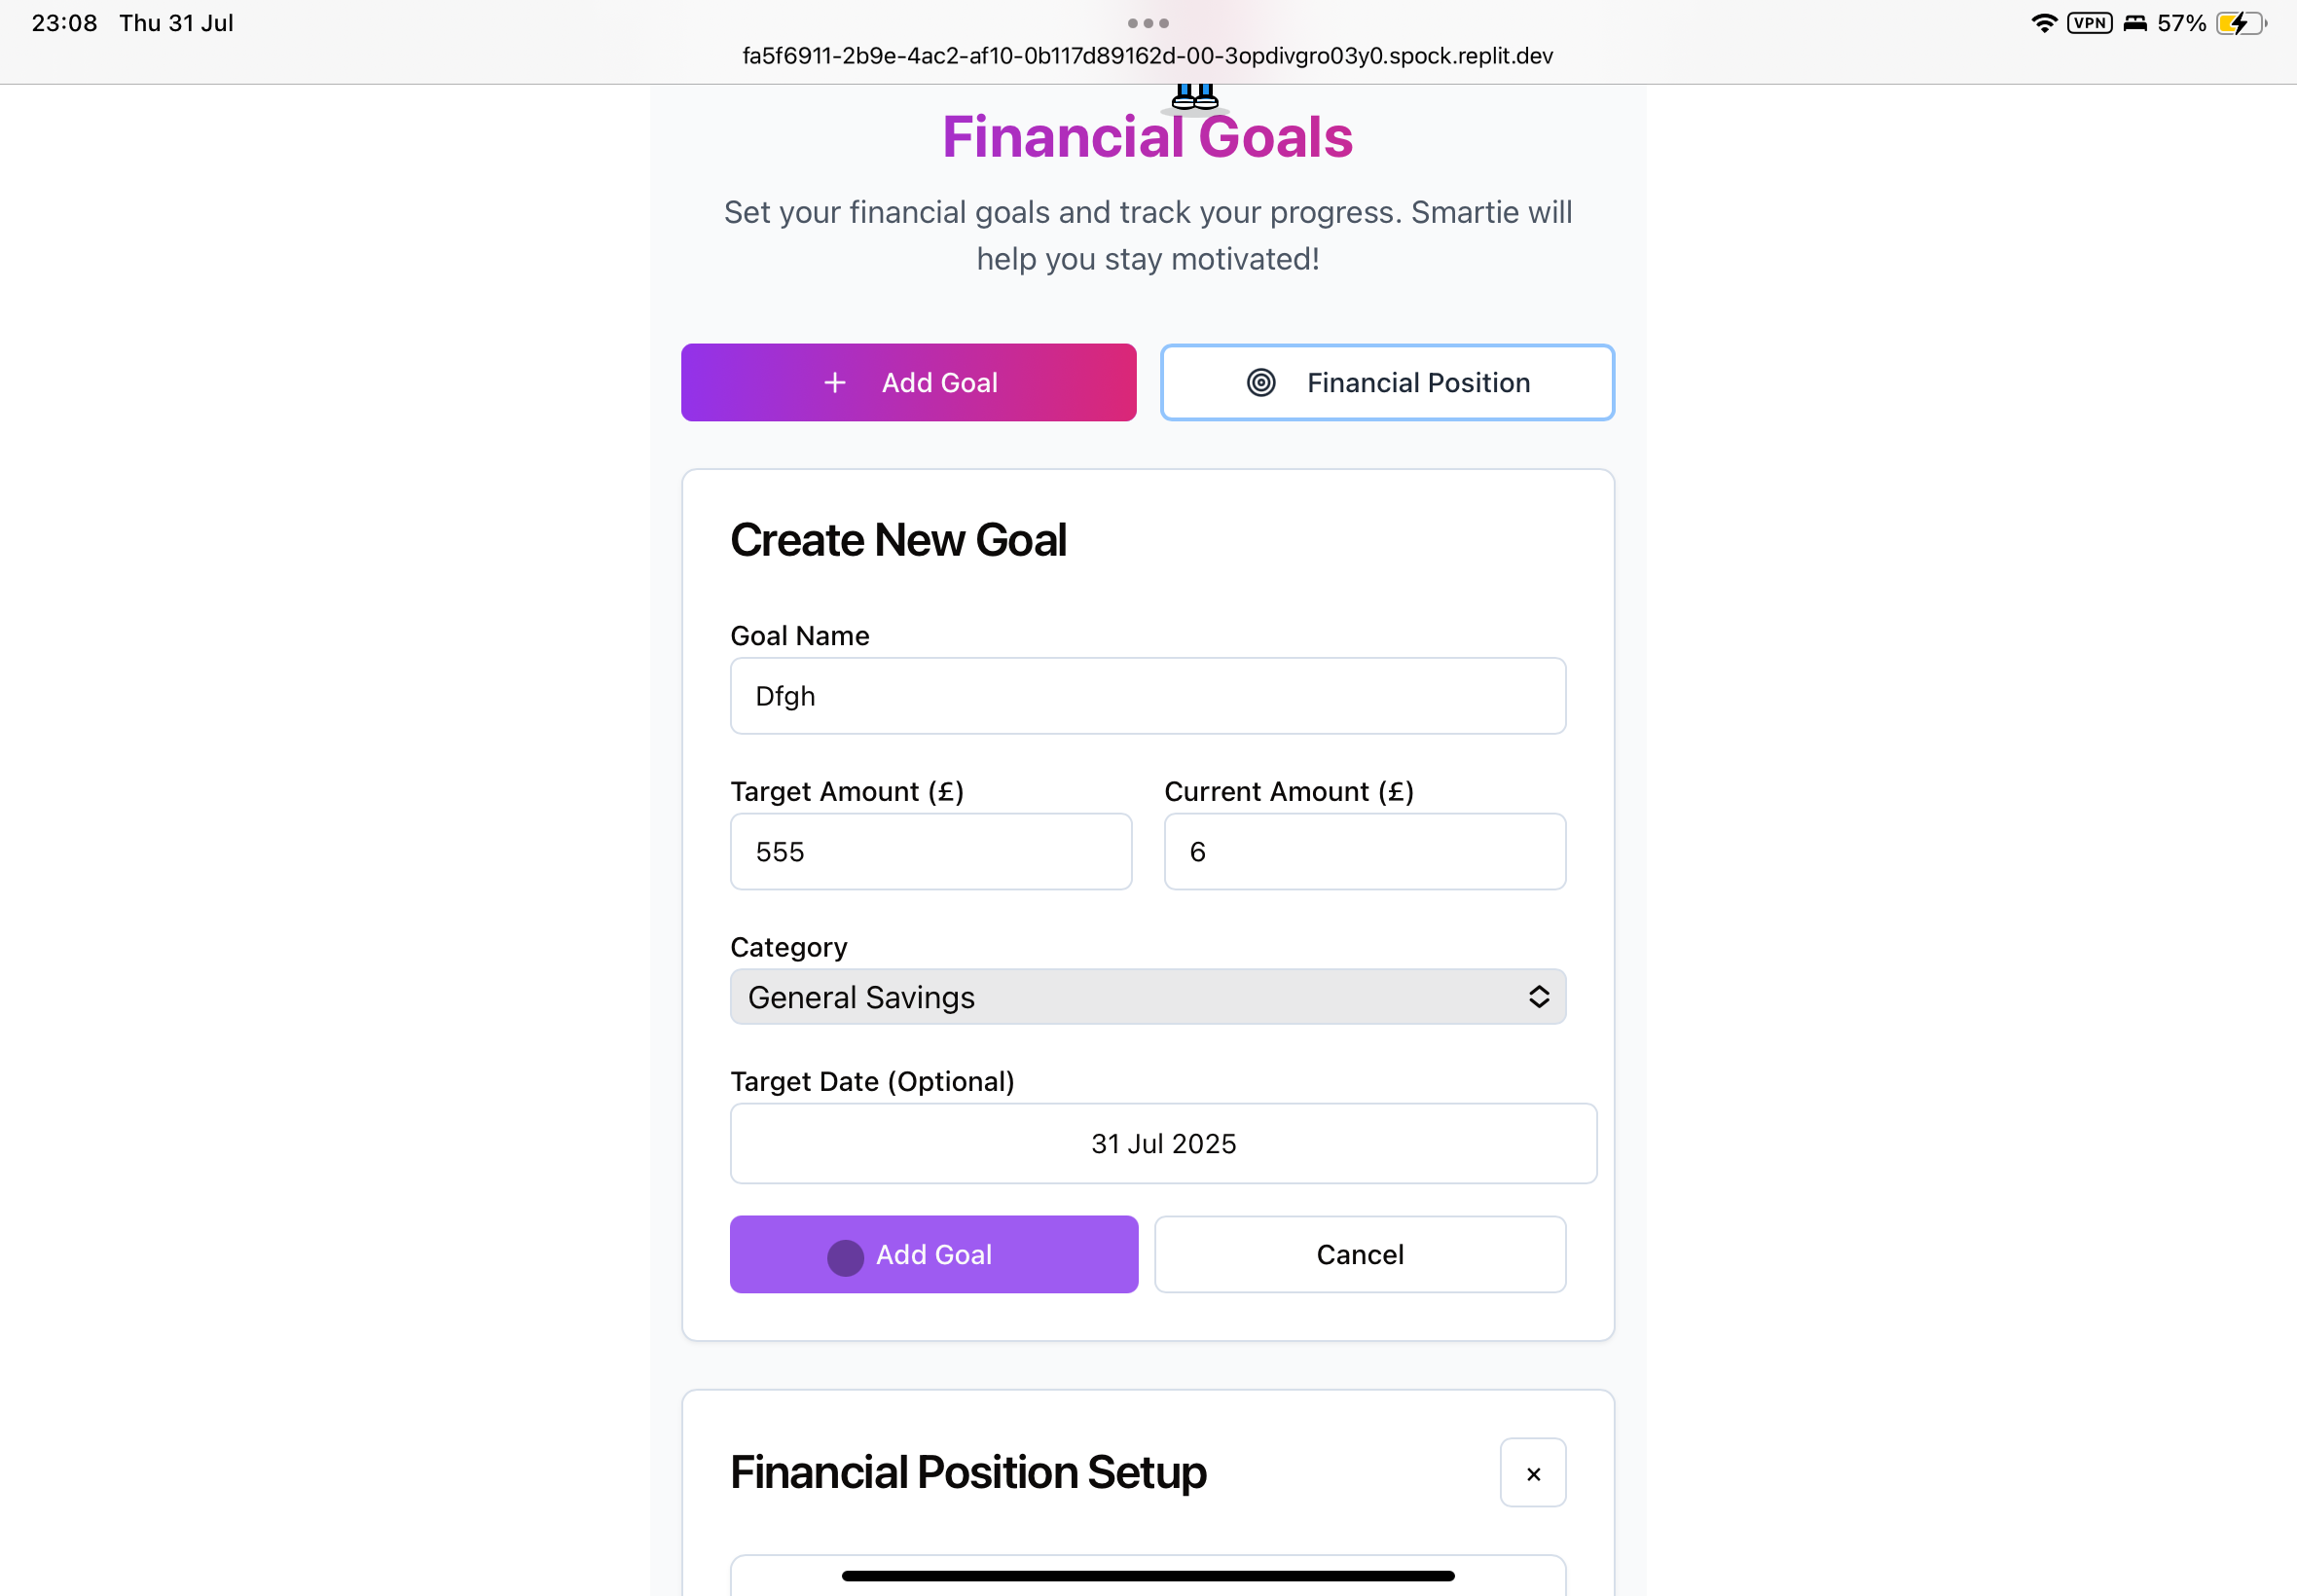 23:08 Thu 31 Jul
VPN 57%
fa5f6911-2b9e-4ac2-af10-0b117d89162d-00-3opdivgro03y0.spock.replit.dev
Financial Goals
Set your financial goals and track your progress. Smartie will
help you stay motivated!
+ Add Goal
Financial Position
Create New Goal
Goal Name
Dfgh
Target Amount (£) Current Amount (£)
555 6
Category
General Savings
Target Date (Optional)
31 Jul 2025
Add Goal Cancel
Financial Position Setup
×